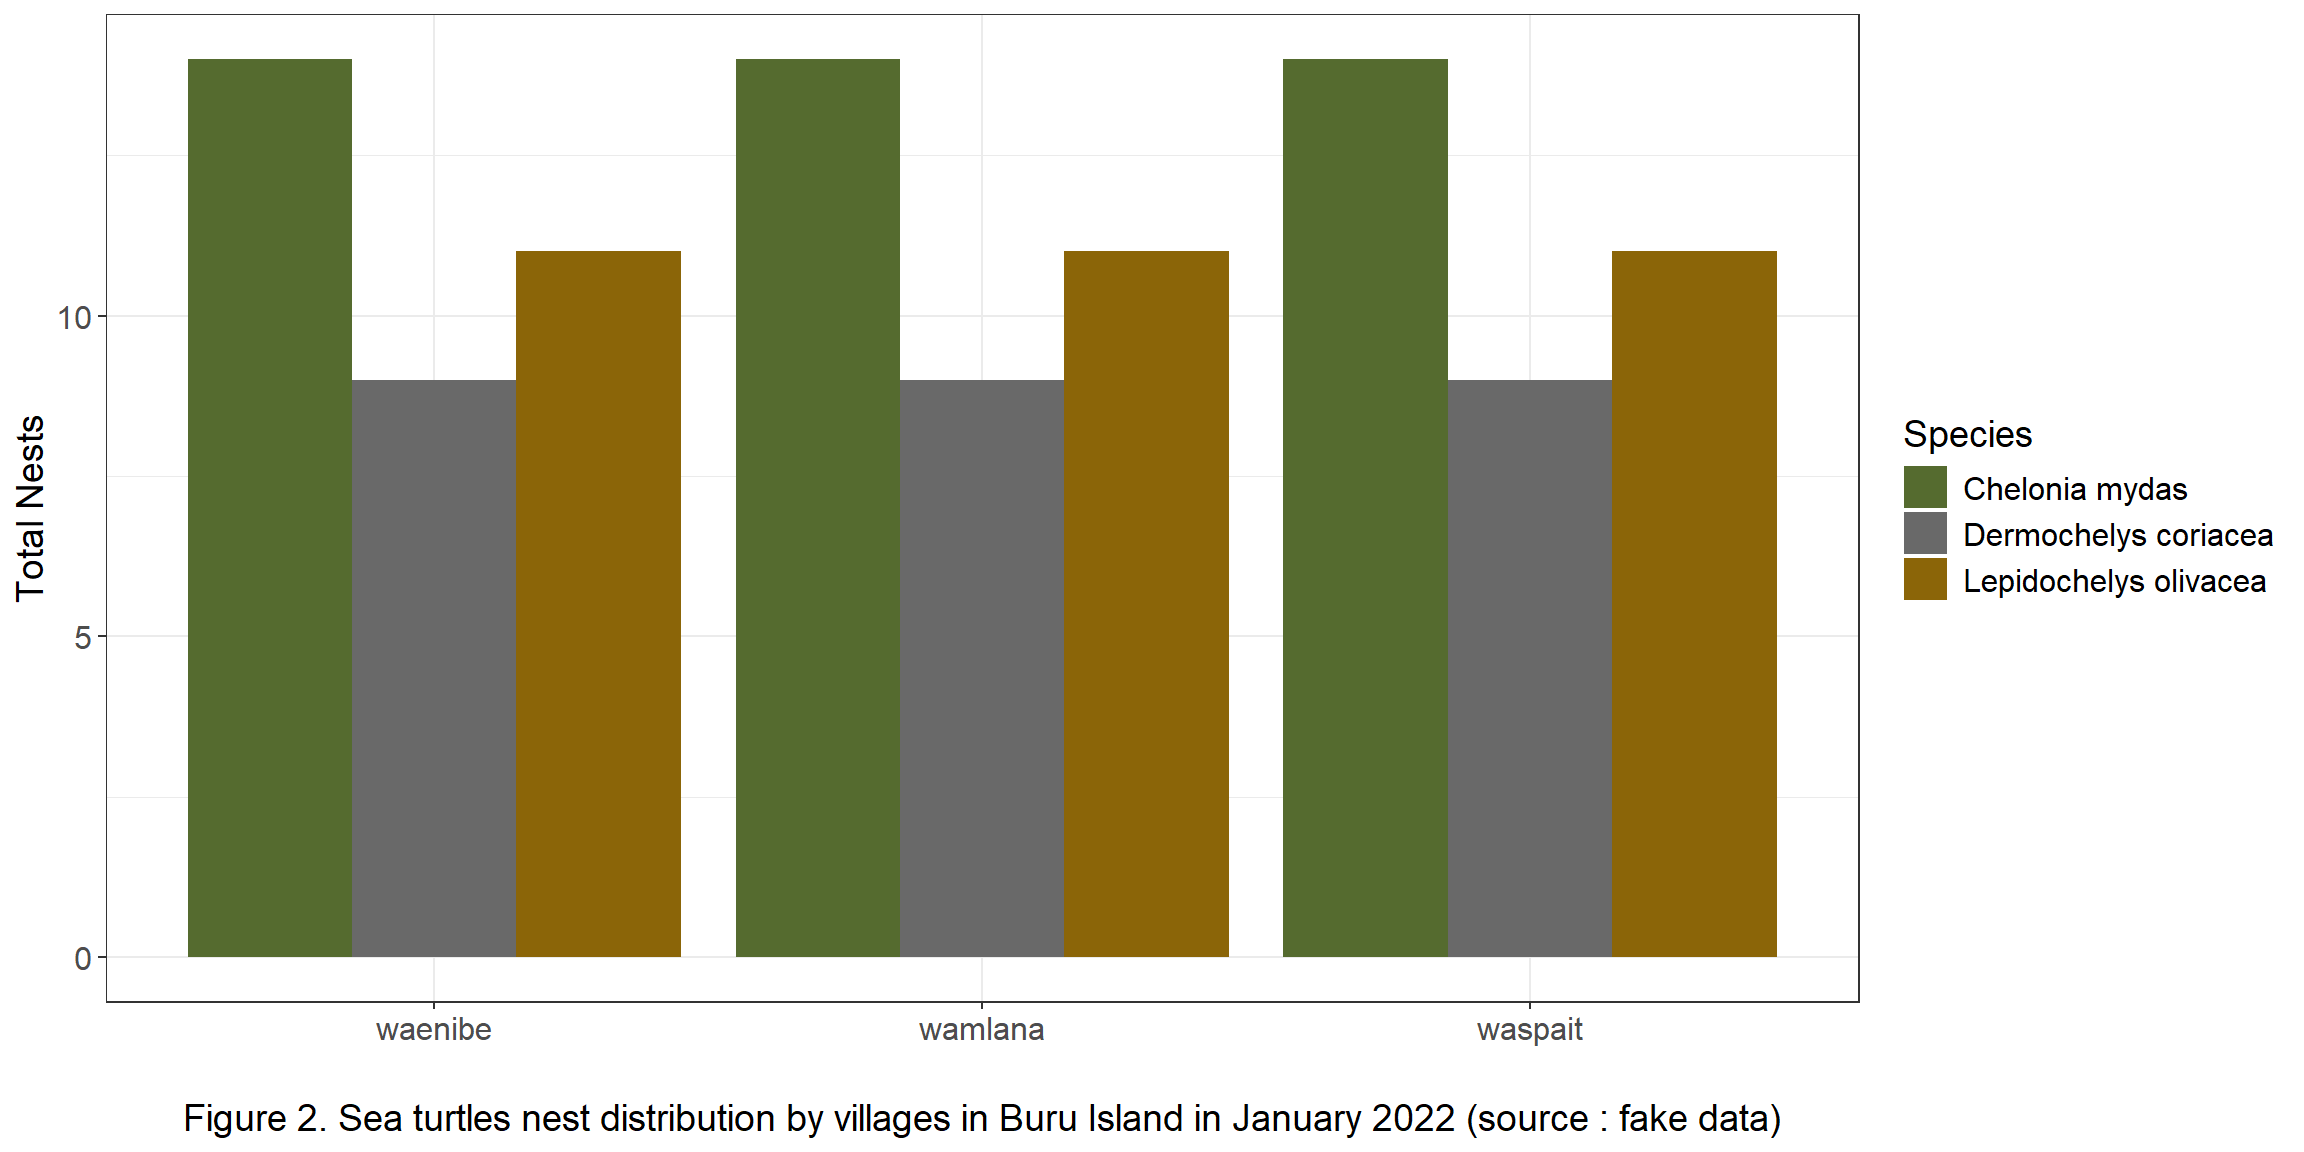 Total Nests
10
5
0
waenibe
wamlana
waspait
Species
Chelonia mydas
Dermochelys coriacea
Lepidochelys olivacea
Figure 2. Sea turtles nest distribution by villages in Buru Island in January 2022 (source : fake data)